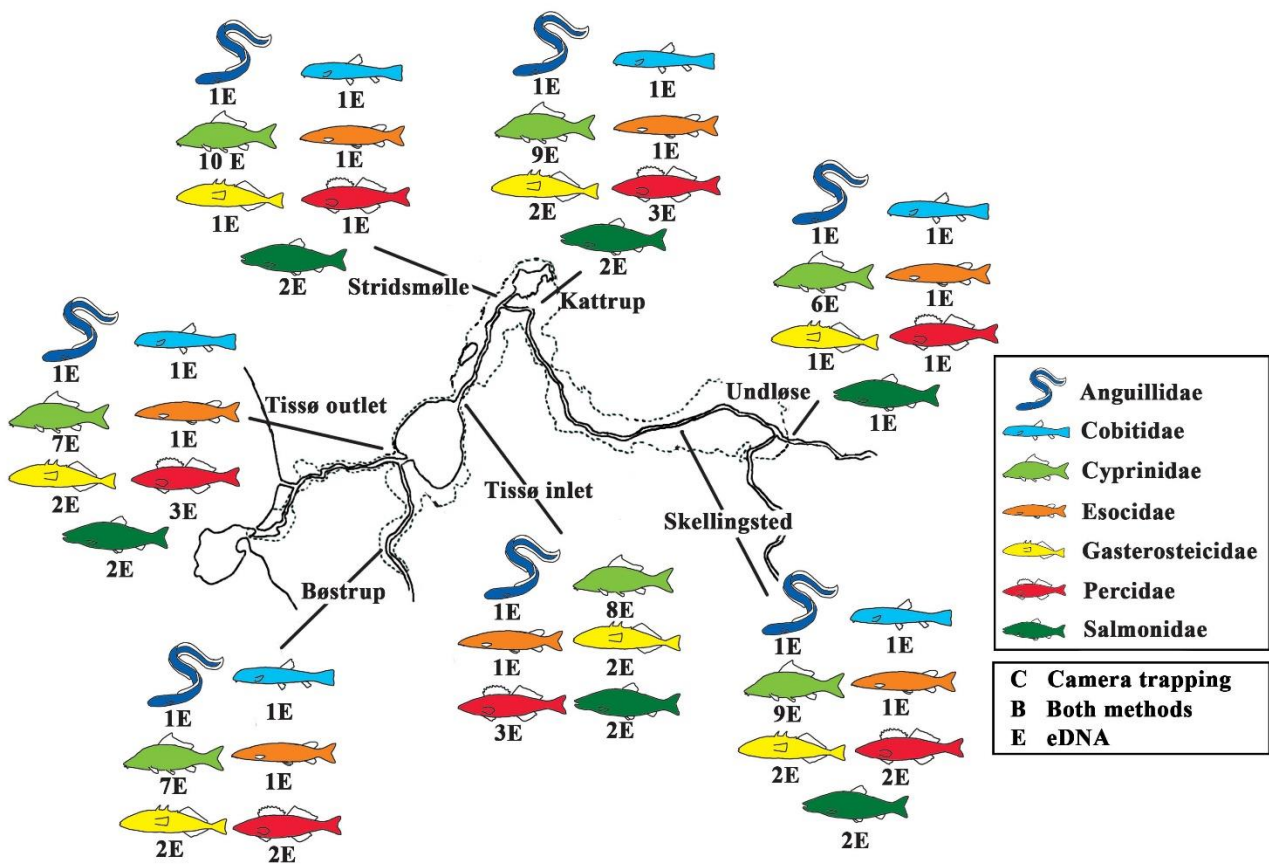 1E 1E
10 E 1E
1E 1E
2E
Stridsmølle
1E 1E
9E 1E
2E 3E
2E
Kattrup
1E 1E
6E 1E
1E 1E
1E
Undløse
1E 1E
7E 1E
2E 3E
2E
Tissø outlet
Tissø inlet
Skellingsted
Bøstrup
1E 1E
7E 1E
2E 2E
1E 8E
1E 2E
3E 2E
1E 1E
9E 1E
2E 2E
2E
Anguillidae
Cobitidae
Cyprinidae
Esocidae
Gasterosteicidae
Percidae
Salmonidae
C Camera trapping
B Both methods
E eDNA